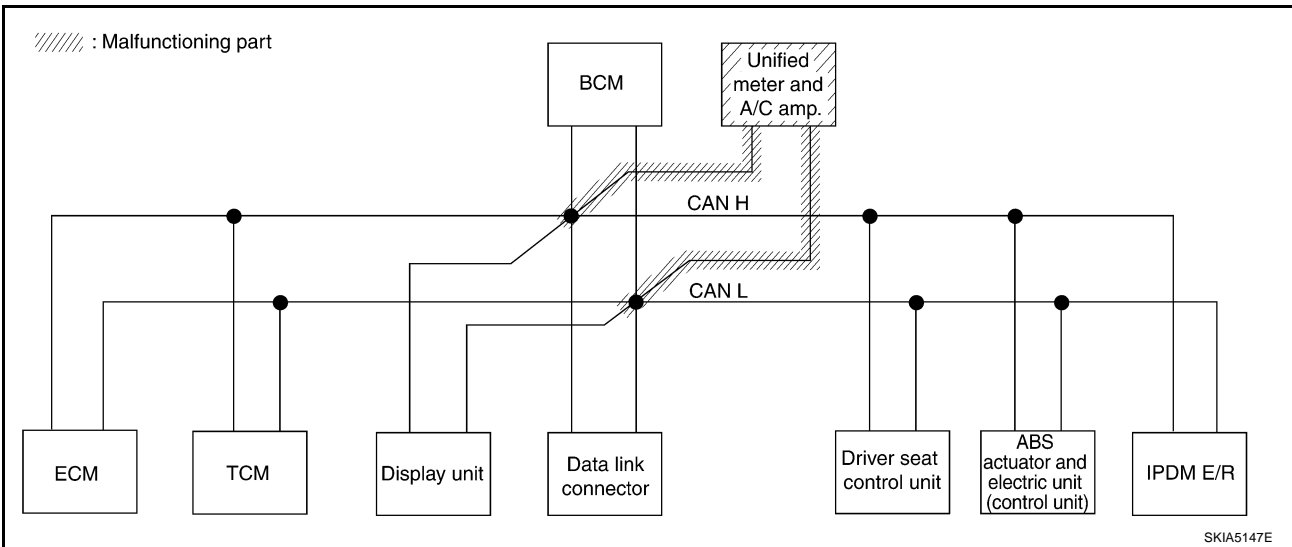 : Malfunctioning part
BCM
Unified
meter and
A/C amp.
CAN H
CAN L
ECM
TCM
Display unit
Data link
connector
Driver seat
control unit
ABS
actuator and
electric unit
(control unit)
IPDM E/R
SKIA5147E